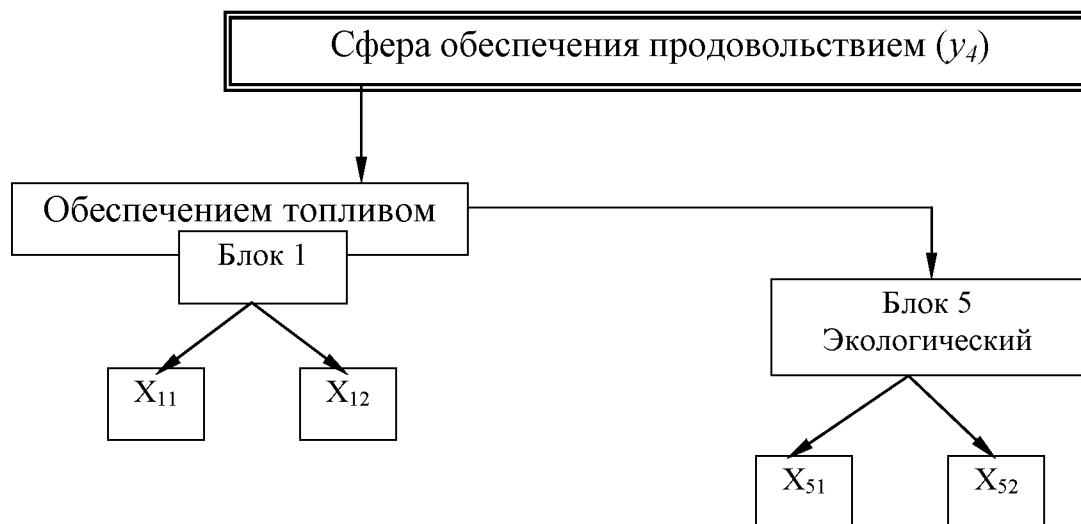 Сфера обеспечения продовольствием (y₄)
Обеспечением топливом
Блок 1
Блок 5
Экологический
X₁₁
X₁₂
X₅₁
X₅₂